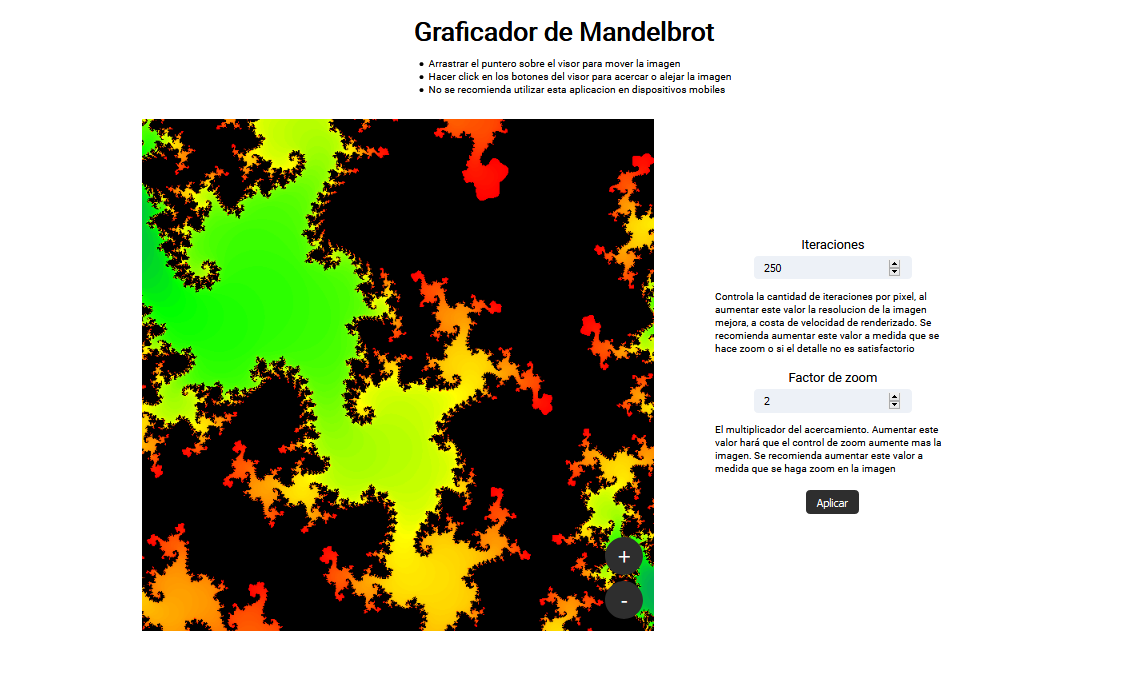 Graficador de Mandelbrot
Arrastrar el puntero sobre el visor para mover la imagen
Hacer click en los botones del visor para acercar o alejar la imagen
No se recomienda utilizar esta aplicacion en dispositivos mobiles
Iteraciones
250
Controla la cantidad de iteraciones por pixel, al
aumentar este valor la resolucion de la imagen
mejora, a costa de velocidad de renderizado. Se
recomienda aumentar este valor a medida que se
hace zoom o si el detalle no es satisfactorio
Factor de zoom
2
El multiplicador del acercamiento. Aumentar este
valor hará que el control de zoom aumente mas la
imagen. Se recomienda aumentar este valor a
medida que se haga zoom en la imagen
Aplicar
+
-